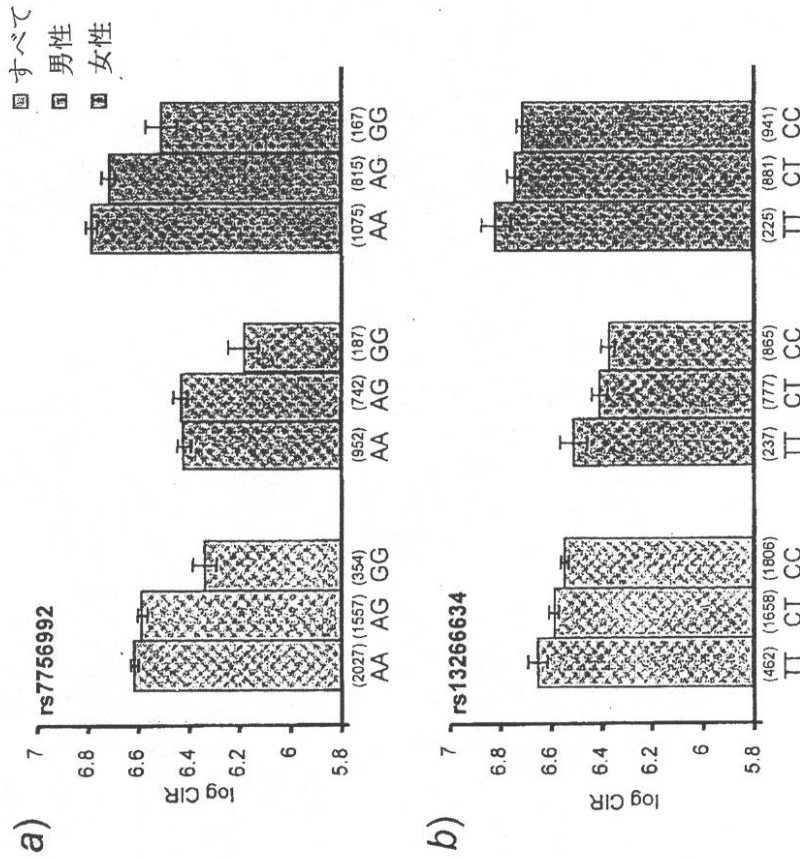 すべて
男性
女性
a)
rs7756992
7
6.8
6.6
6.4
6.2
6
5.8
log CIR
(2027) (1557) (354) (952) (742) (187) (1075) (815) (167)
AA AG GG AA AG GG AA AG GG
b)
rs13266634
7
6.8
6.6
6.4
6.2
6
5.8
log CIR
(462) (1658) (1806) (237) (777) (865) (225) (881) (941)
TT CT CC TT CT CC TT CT CC